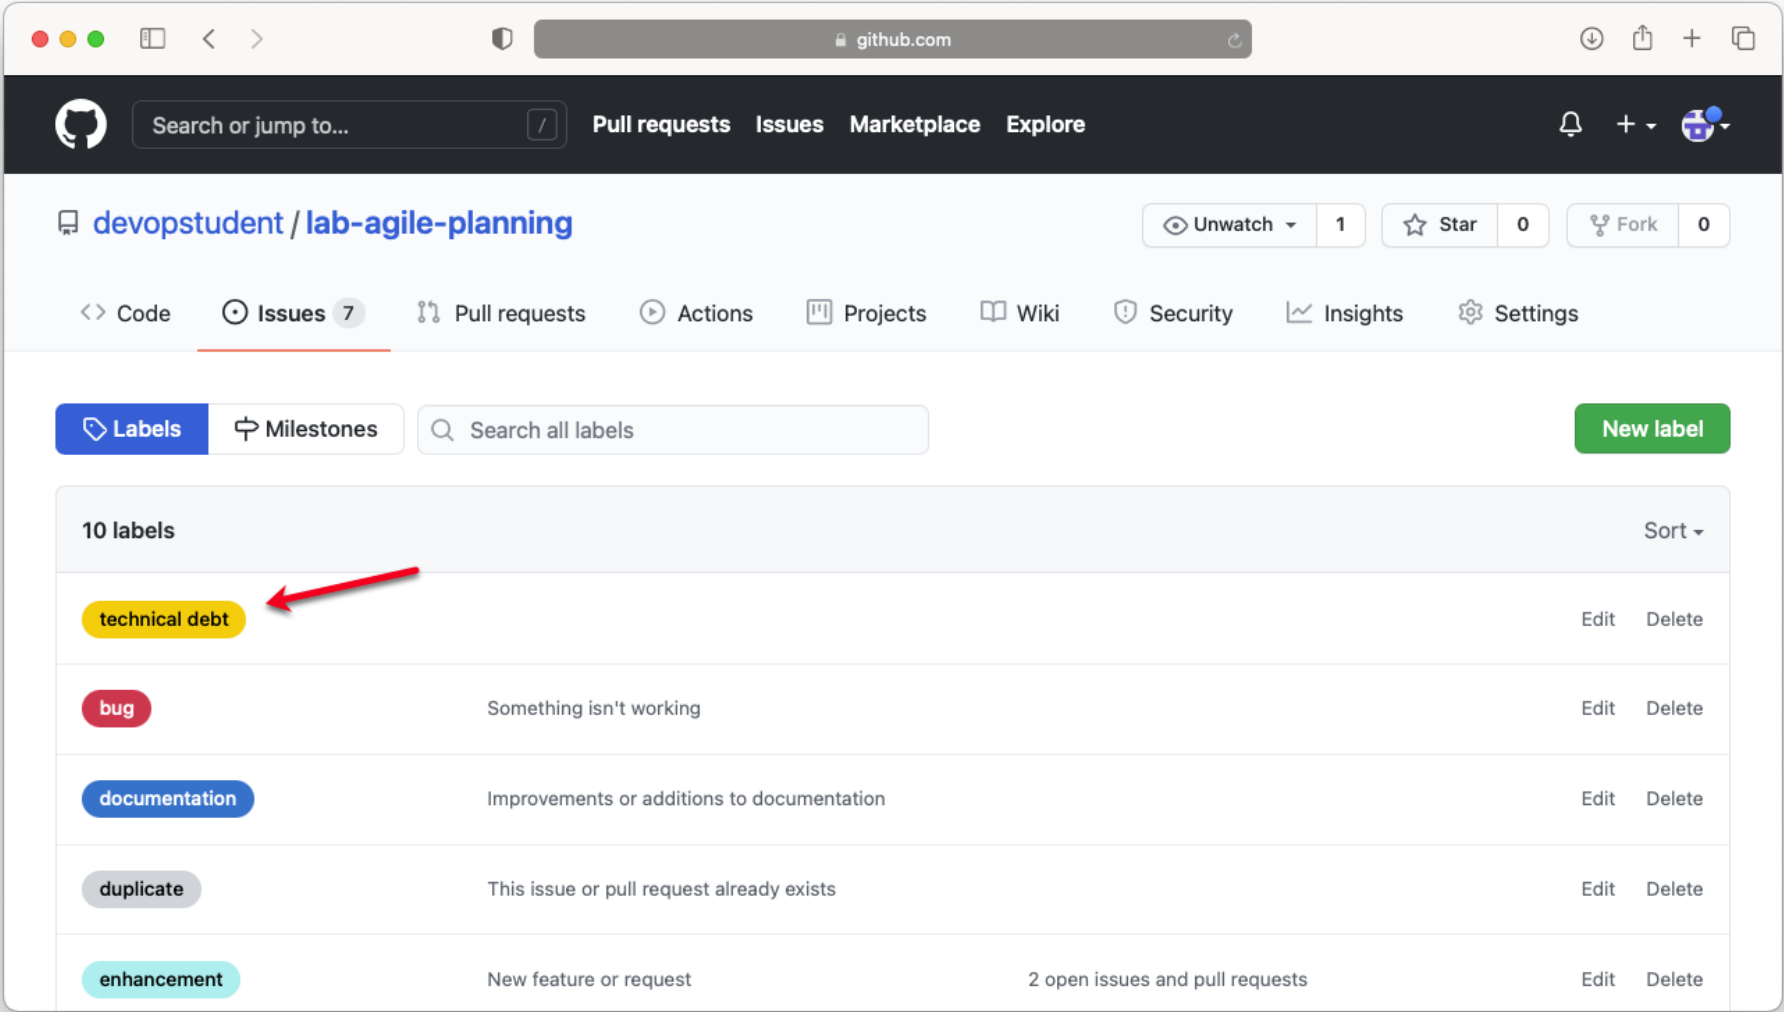 github.com
Search or jump to... /
Pull requests Issues Marketplace Explore
devopstudent / lab-agile-planning
Unwatch 1 Star 0 Fork 0
Code Issues 7 Pull requests Actions Projects Wiki Security Insights Settings
Labels Milestones Search all labels New label
10 labels Sort
technical debt Edit Delete
bug Something isn't working Edit Delete
documentation Improvements or additions to documentation Edit Delete
duplicate This issue or pull request already exists Edit Delete
enhancement New feature or request 2 open issues and pull requests Edit Delete